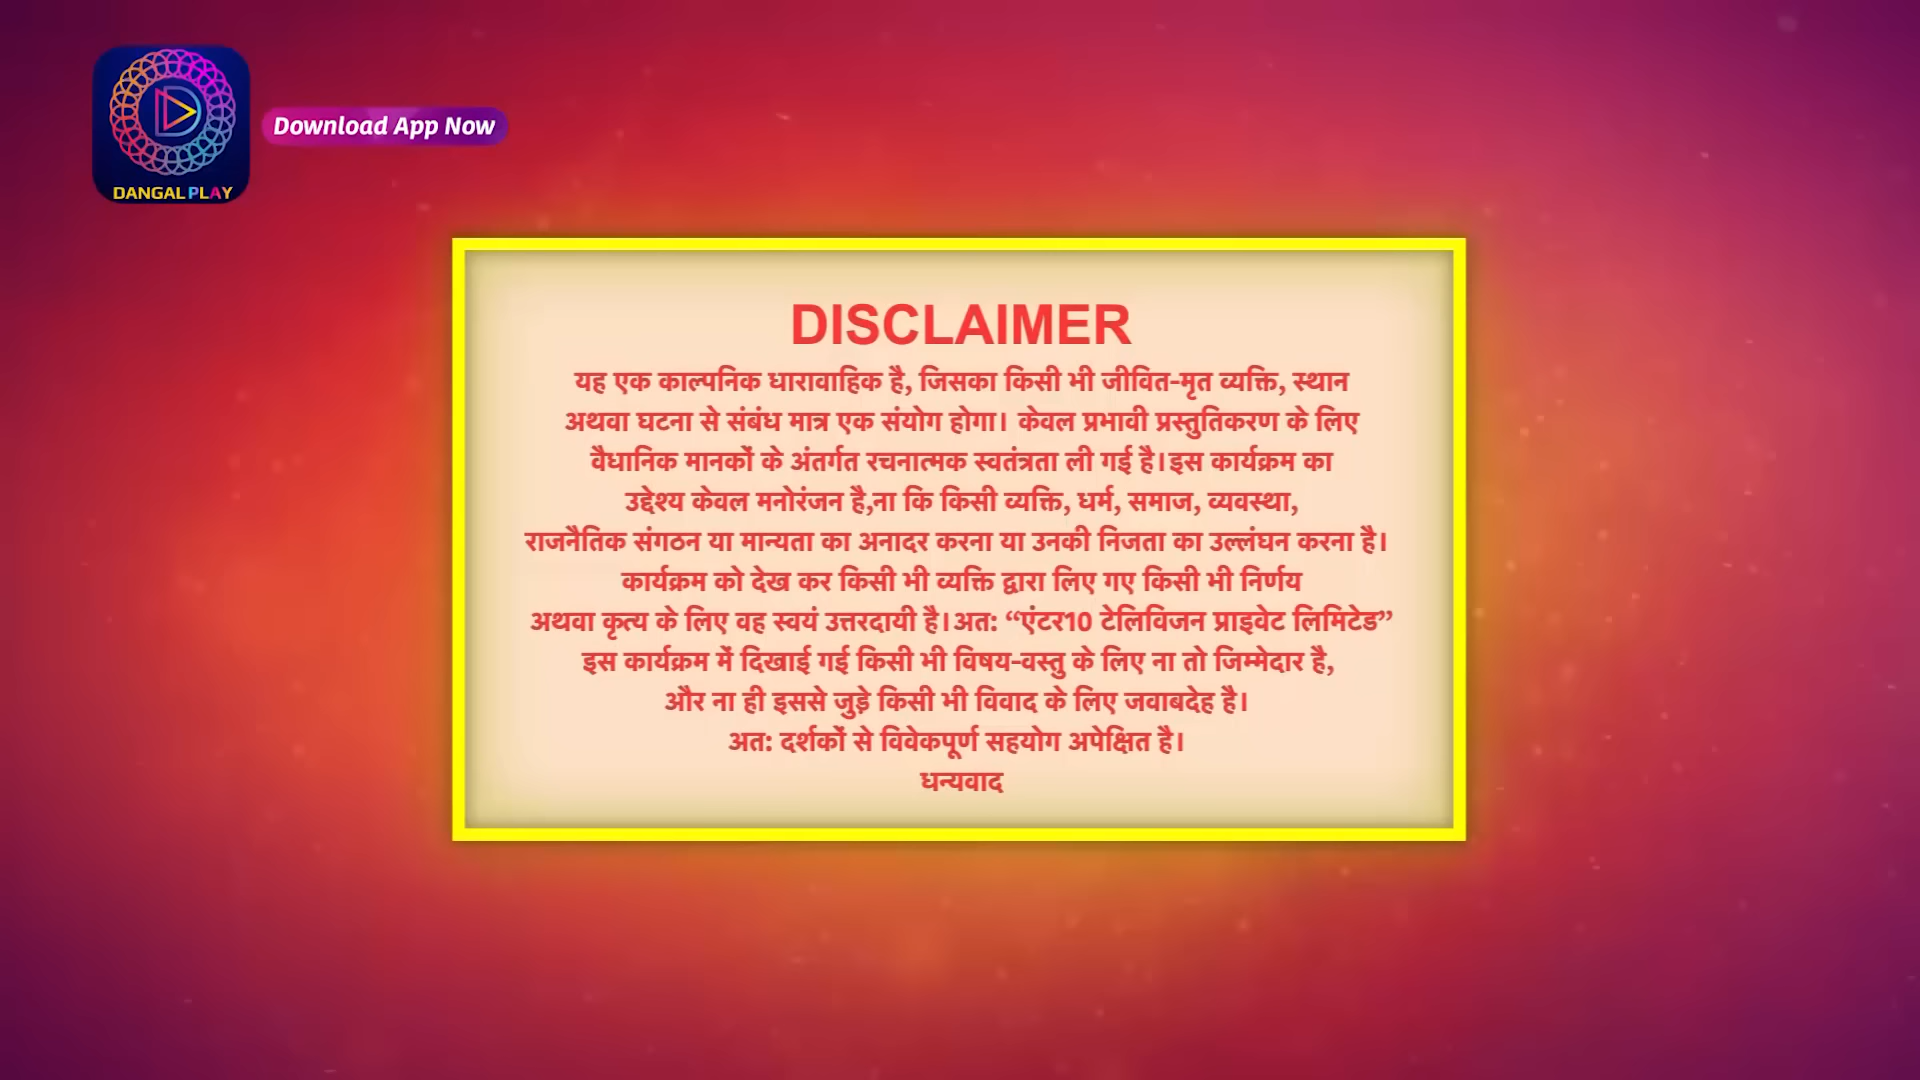 DANGAL PLAY
Download App Now
DISCLAIMER
यह एक काल्पनिक धारावाहिक है, जिसका किसी भी जीवित-मृत व्यक्ति, स्थान
अथवा घटना से संबंध मात्र एक संयोग होगा। केवल प्रभावी प्रस्तुतिकरण के लिए
वैधानिक मानकों के अंतर्गत रचनात्मक स्वतंत्रता ली गई है।इस कार्यक्रम का
उद्देश्य केवल मनोरंजन है,ना कि किसी व्यक्ति, धर्म, समाज, व्यवस्था,
राजनैतिक संगठन या मान्यता का अनादर करना या उनकी निजता का उल्लंघन करना है।
कार्यक्रम को देख कर किसी भी व्यक्ति द्वारा लिए गए किसी भी निर्णय
अथवा कृत्य के लिए वह स्वयं उत्तरदायी है।अत: “एंटर10 टेलिविजन प्राइवेट लिमिटेड”
इस कार्यक्रम में दिखाई गई किसी भी विषय-वस्तु के लिए ना तो जिम्मेदार है,
और ना ही इससे जुड़े किसी भी विवाद के लिए जवाबदेह है।
अत: दर्शकों से विवेकपूर्ण सहयोग अपेक्षित है।
धन्यवाद